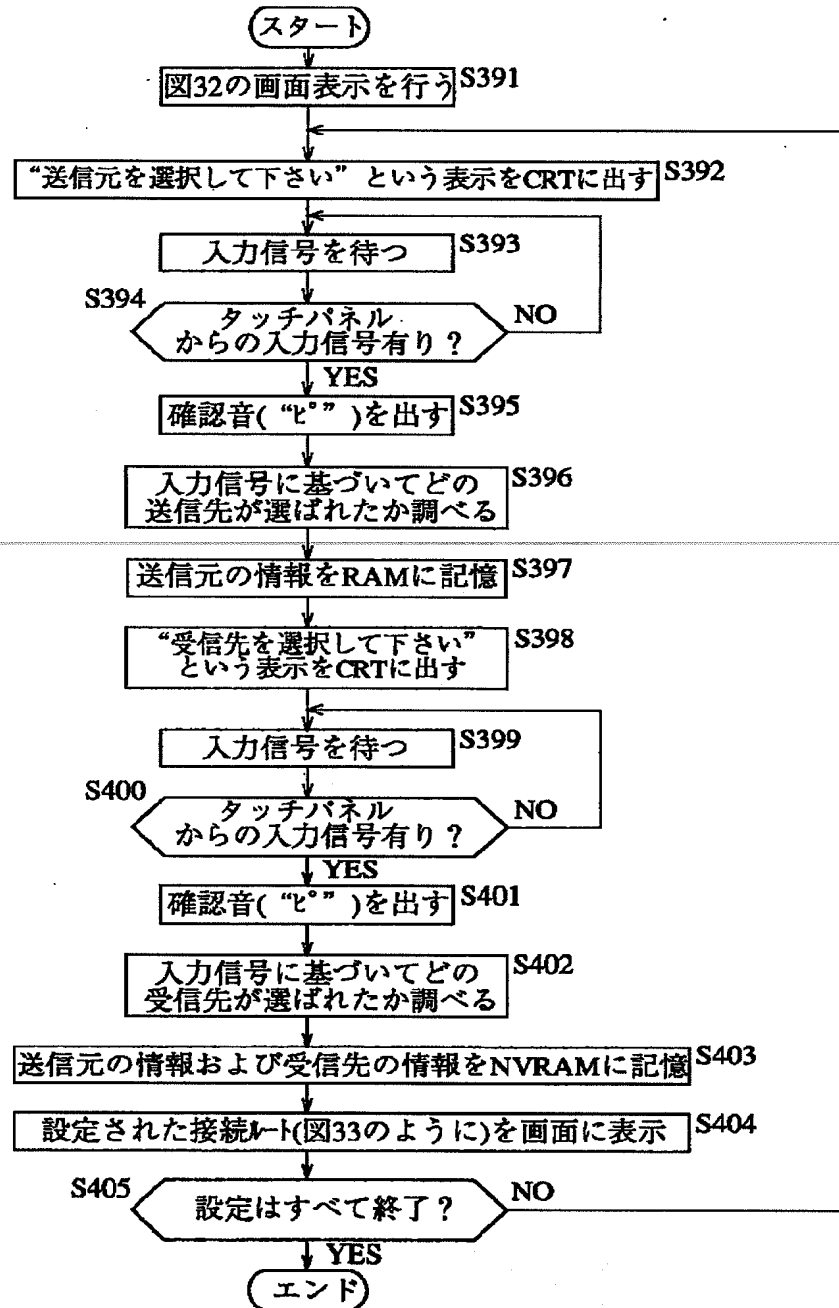 スタート
図32の画面表示を行う S391
“送信元を選択して下さい” という表示をCRTに出す S392
入力信号を待つ S393
S394
タッチパネル
からの入力信号有り?
NO
YES
確認音( “ピ” )を出す S395
入力信号に基づいてどの
送信先が選ばれたか調べる
S396
送信元の情報をRAMに記憶 S397
“受信先を選択して下さい”
という表示をCRTに出す
S398
入力信号を待つ S399
S400
タッチパネル
からの入力信号有り?
NO
YES
確認音( “ピ” )を出す S401
入力信号に基づいてどの
受信先が選ばれたか調べる
S402
送信元の情報および受信先の情報をNVRAMに記憶 S403
設定された接続ルート(図33のように)を画面に表示 S404
S405
設定はすべて終了?
NO
YES
エンド